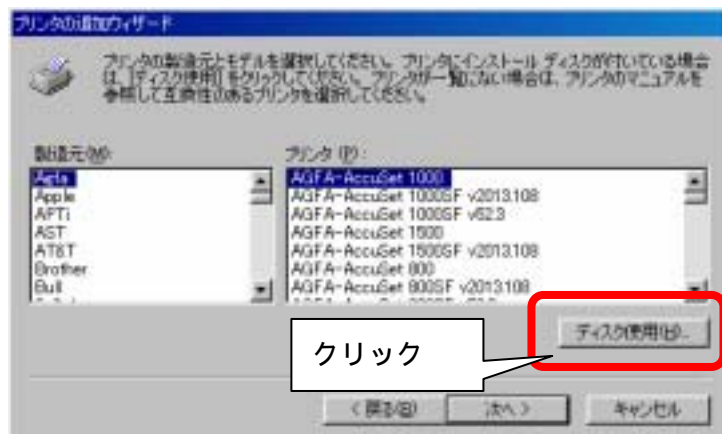 プリンタの追加ウィザード
プリンタの製造元とモデルを選択してください。プリンタにインストール ディスクが付いている場合
は、[ディスク使用] をクリックしてください。プリンタが一覧にない場合は、プリンタのマニュアルを
参照して互換性のあるプリンタを選択してください。
製造元(M):
プリンタ (P):
Agfa
Apple
APTi
AST
AT&T
Brother
Bull
AGFA-AccuSet 1000
AGFA-AccuSet 1000SF v2013.108
AGFA-AccuSet 1000SF v52.3
AGFA-AccuSet 1500
AGFA-AccuSet 1500SF v2013.108
AGFA-AccuSet 800
AGFA-AccuSet 800SF v2013.108
ディスク使用(H)...
クリック
< 戻る(B)
次へ >
キャンセル